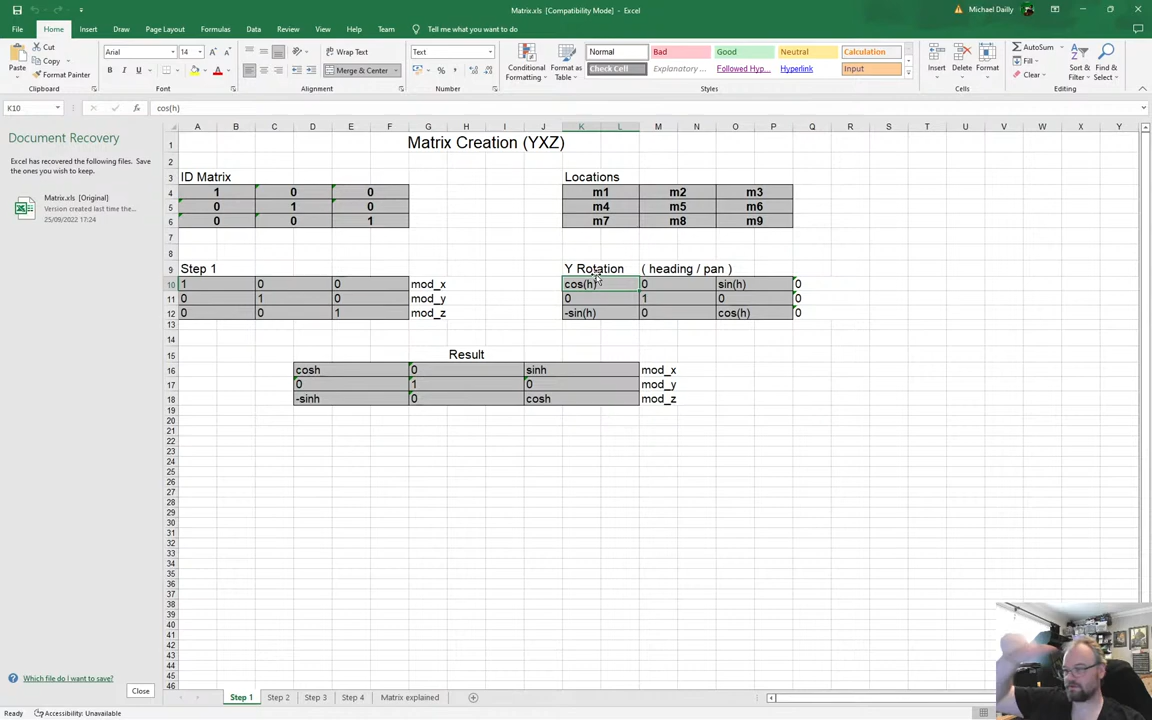 Matrix.xls [Compatibility Mode] - Excel
Michael Dailly
File Home Insert Draw Page Layout Formulas Data Review View Help Team Tell me what you want to do
Paste Cut Copy Format Painter
Arial 14
Wrap Text
Merge & Center
Text
Conditional Formatting Format as Table
Normal Bad Good Neutral Calculation
Check Cell Explanatory ... Followed Hyp... Hyperlink Input
Insert Delete Format
AutoSum Fill Clear
Sort & Filter Find & Select
Clipboard Font Alignment Number Styles Cells Editing
K10 fx cos(h)
Document Recovery
Excel has recovered the following files. Save
the ones you wish to keep.
Matrix.xls [Original]
Version created last time the...
25/09/2022 17:24
A B C D E F G H I J K L M N O P Q R S T U V W X Y
1 Matrix Creation (YXZ)
2
3 ID Matrix Locations
4 1 0 0 m1 m2 m3
5 0 1 0 m4 m5 m6
6 0 0 1 m7 m8 m9
7
8
9 Step 1 Y Rotation ( heading / pan )
10 1 0 0 mod_x cos(h) 0 sin(h) 0
11 0 1 0 mod_y 0 1 0 0
12 0 0 1 mod_z -sin(h) 0 cos(h) 0
13
14
15 Result
16 cosh 0 sinh mod_x
17 0 1 0 mod_y
18 -sinh 0 cosh mod_z
19
20
21
22
23
24
25
26
27
28
29
30
31
32
33
34
35
36
37
38
39
40
41
42
43
44
45
46
Which file do I want to save?
Close
Step 1 Step 2 Step 3 Step 4 Matrix explained
Ready Accessibility: Unavailable